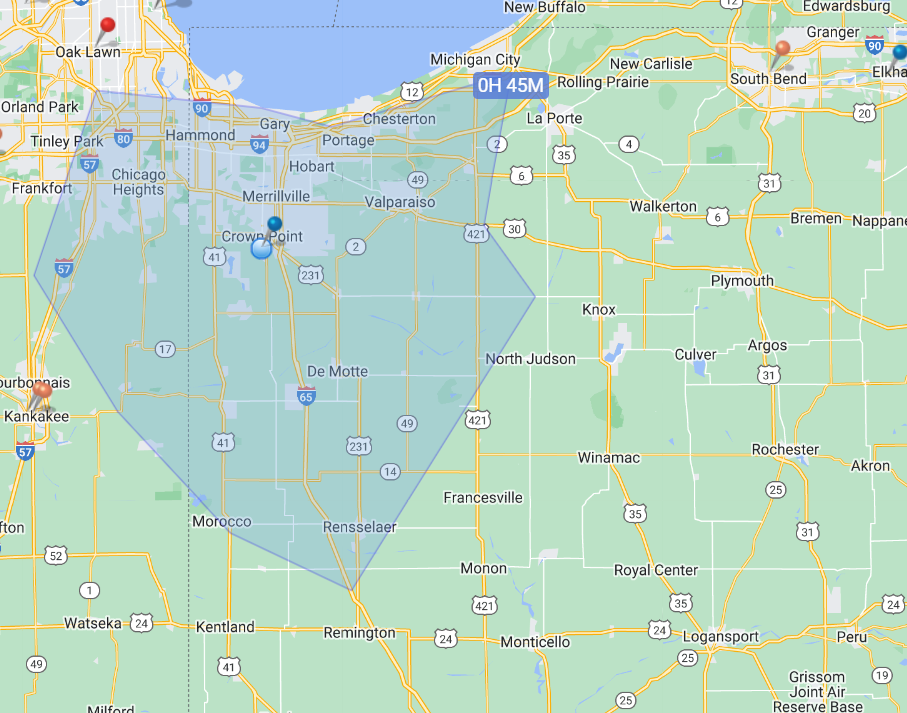 New Buffalo
12
Edwardsburg
Granger
90
Oak Lawn
Michigan City
New Carlisle
South Bend
Elkha
0H 45M
Rolling Prairie
12
Orland Park
90
Chesterton
La Porte
20
Tinley Park
80
Hammond
Gary
94
Portage
2
4
57
Hobart
35
Chicago
Heights
49
6
31
Frankfort
Merrillville
Valparaiso
Walkerton
6
Bremen
Nappane
Crown Point
421
30
41
2
57
231
Plymouth
Knox
17
North Judson
Culver
Argos
De Motte
31
ourbonnais
65
Kankakee
49
421
57
41
231
Rochester
14
Winamac
Akron
25
Francesville
35
Morocco
Rensselaer
fton
31
52
Monon
Royal Center
1
421
35
24
Watseka
24
Kentland
Remington
24
Monticello
24
Logansport
Peru
49
41
25
19
Grissom
Joint Air
Reserve Base
25
Milford